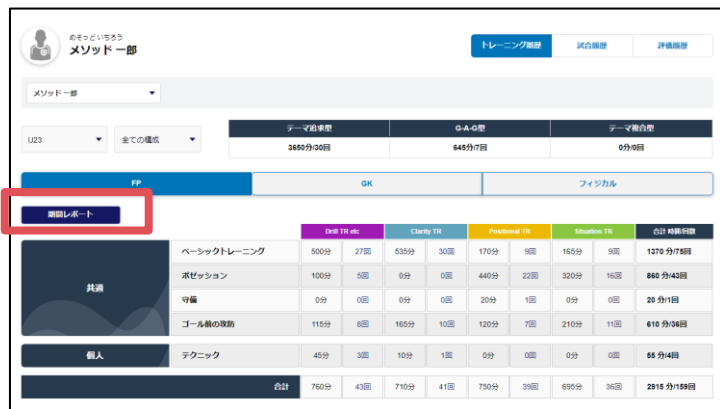 めそっどいちろう
メソッド 一郎
トレーニング履歴 試合履歴 評価履歴
メソッド 一郎
U23 全ての構成
テーマ追求型 G-A-G型 テーマ複合型
3650分/30回 645分/7回 0分/0回
FP GK フィジカル
期間レポート
Drill TR etc Clarity TR Positional TR Situation TR 合計 時間/回数
共通
ベーシックトレーニング 500分 27回 535分 30回 170分 9回 165分 9回 1370 分/75回
ポゼッション 100分 5回 0分 0回 440分 22回 320分 16回 860 分/43回
守備 0分 0回 0分 0回 20分 1回 0分 0回 20 分/1回
ゴール前の攻防 115分 8回 165分 10回 120分 7回 210分 11回 610 分/36回
個人 テクニック 45分 3回 10分 1回 0分 0回 0分 0回 55 分/4回
合計 760分 43回 710分 41回 750分 39回 695分 36回 2915 分/159回